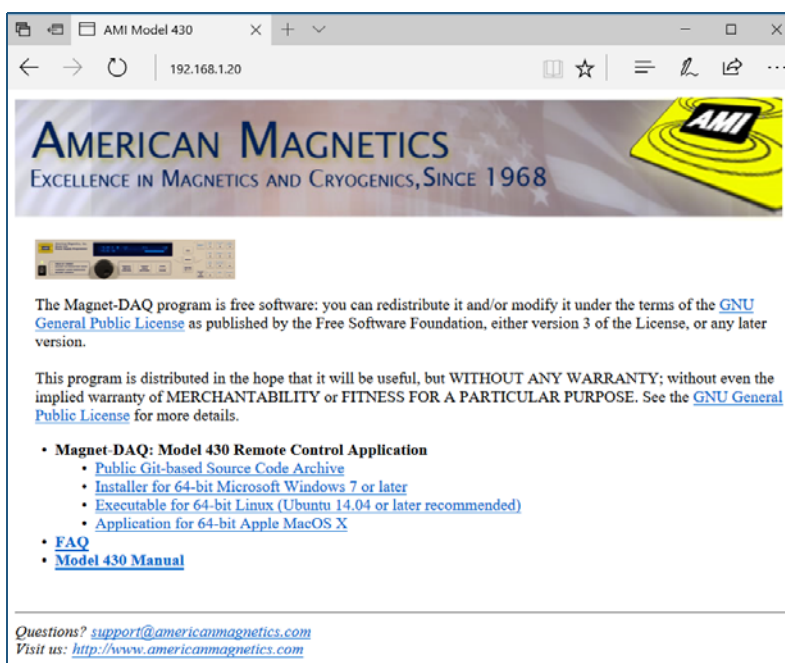 AMI Model 430
192.168.1.20
AMERICAN MAGNETICS
EXCELLENCE IN MAGNETICS AND CRYOGENICS, SINCE 1968
AMI
The Magnet-DAQ program is free software: you can redistribute it and/or modify it under the terms of the GNU
General Public License as published by the Free Software Foundation, either version 3 of the License, or any later
version.
This program is distributed in the hope that it will be useful, but WITHOUT ANY WARRANTY; without even the
implied warranty of MERCHANTABILITY or FITNESS FOR A PARTICULAR PURPOSE. See the GNU General
Public License for more details.
• Magnet-DAQ: Model 430 Remote Control Application
• Public Git-based Source Code Archive
• Installer for 64-bit Microsoft Windows 7 or later
• Executable for 64-bit Linux (Ubuntu 14.04 or later recommended)
• Application for 64-bit Apple MacOS X
• FAQ
• Model 430 Manual
Questions? support@americanmagnetics.com
Visit us: http://www.americanmagnetics.com